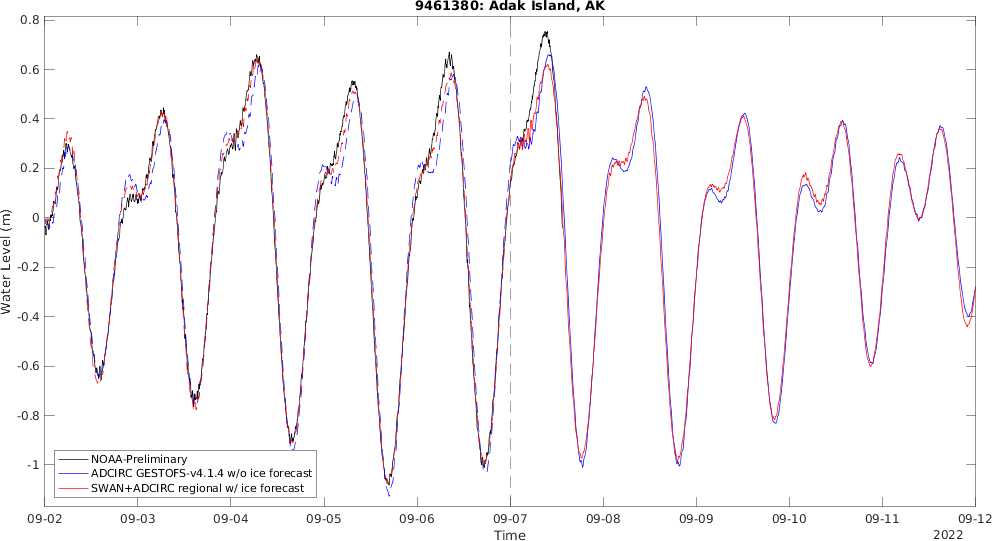 9461380: Adak Island, AK
0.8
0.6
0.4
0.2
0
-0.2
-0.4
-0.6
-0.8
-1
Water Level (m)
NOAA-Preliminary
ADCIRC GESTOFS-v4.1.4 w/o ice forecast
SWAN+ADCIRC regional w/ ice forecast
09-02 09-03 09-04 09-05 09-06 09-07 09-08 09-09 09-10 09-11 09-12
Time
2022